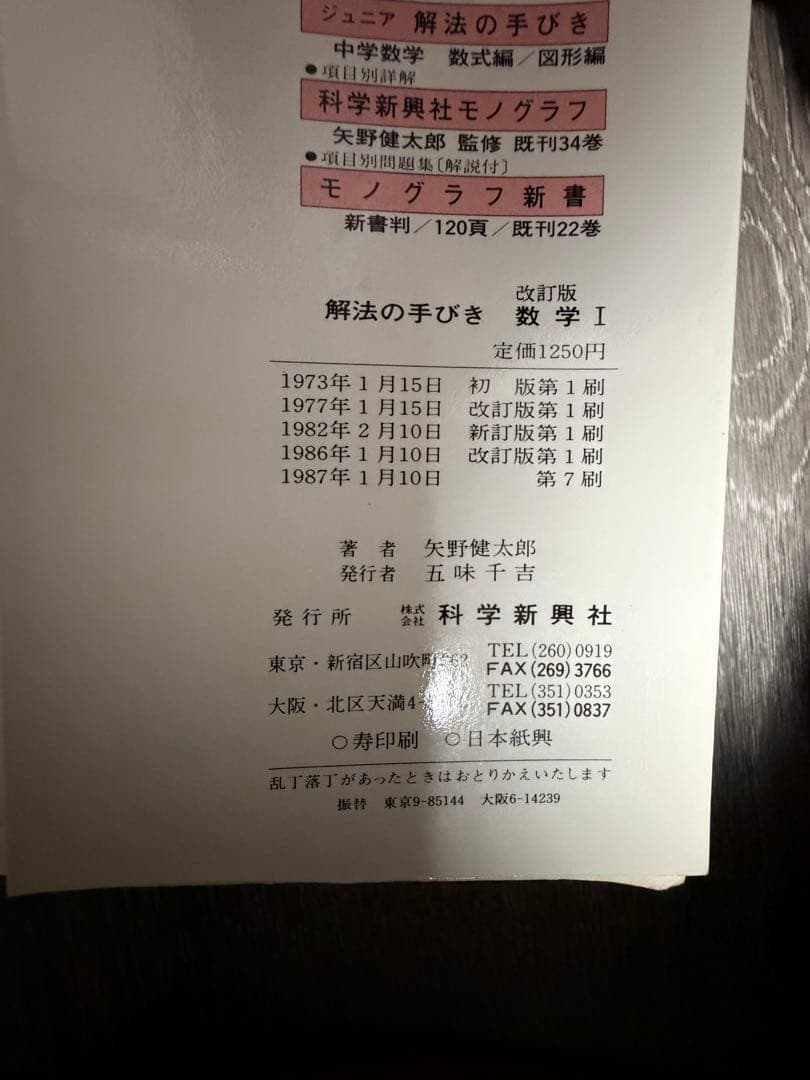 ジュニア 解法の手びき
中学数学 数式編／図形編
●項目別詳解
科学新興社モノグラフ
矢野健太郎 監修 既刊34巻
●項目別問題集〔解説付〕
モノグラフ新書
新書判／120頁／既刊22巻
改訂版
解法の手びき 数学Ⅰ
定価1250円
1973年1月15日 初 版第1刷
1977年1月15日 改訂版第1刷
1982年2月10日 新訂版第1刷
1986年1月10日 改訂版第1刷
1987年1月10日 第7刷
著 者 矢野健太郎
発行者 五味千吉
発行所 株式会社 科学新興社
東京・新宿区山吹町 TEL(260)0919
FAX(269)3766
大阪・北区天満4 TEL(351)0353
FAX(351)0837
○寿印刷 ○日本紙興
乱丁落丁があったときはおとりかえいたします
振替 東京9-85144 大阪6-14239